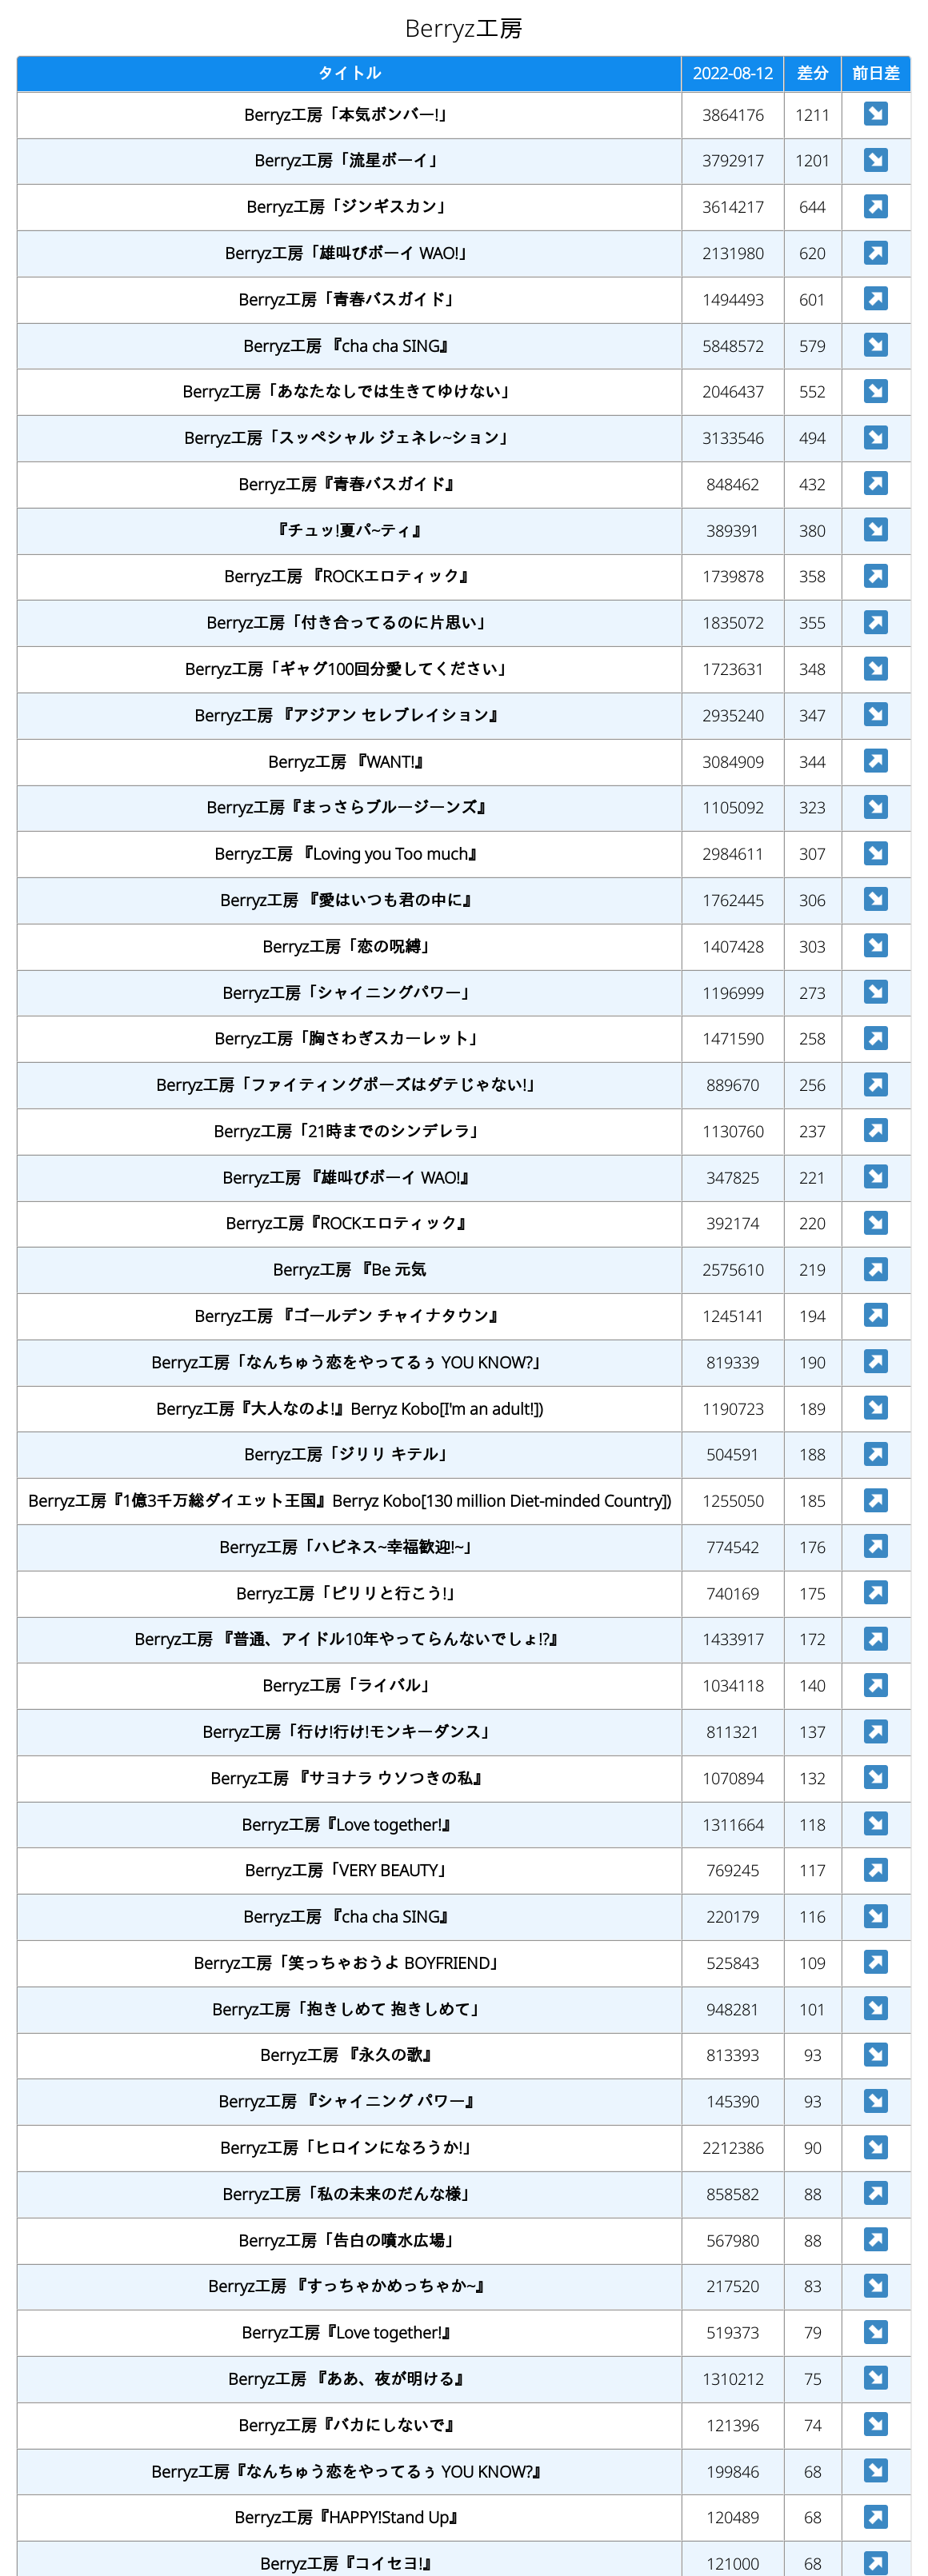 Berryz工房
タイトル 2022-08-12 差分 前日差
Berryz工房「本気ボンバー!」 3864176 1211 ↘
Berryz工房「流星ボーイ」 3792917 1201 ↘
Berryz工房「ジンギスカン」 3614217 644 ↗
Berryz工房「雄叫びボーイ WAO!」 2131980 620 ↗
Berryz工房「青春バスガイド」 1494493 601 ↗
Berryz工房 『cha cha SING』 5848572 579 ↘
Berryz工房「あなたなしでは生きてゆけない」 2046437 552 ↘
Berryz工房「スッペシャル ジェネレ~ション」 3133546 494 ↘
Berryz工房『青春バスガイド』 848462 432 ↗
『チュッ!夏パ~ティ』 389391 380 ↘
Berryz工房 『ROCKエロティック』 1739878 358 ↗
Berryz工房「付き合ってるのに片思い」 1835072 355 ↗
Berryz工房「ギャグ100回分愛してください」 1723631 348 ↘
Berryz工房 『アジアン セレブレイション』 2935240 347 ↘
Berryz工房 『WANT!』 3084909 344 ↗
Berryz工房『まっさらブルージーンズ』 1105092 323 ↘
Berryz工房 『Loving you Too much』 2984611 307 ↘
Berryz工房 『愛はいつも君の中に』 1762445 306 ↘
Berryz工房「恋の呪縛」 1407428 303 ↘
Berryz工房「シャイニングパワー」 1196999 273 ↘
Berryz工房「胸さわぎスカーレット」 1471590 258 ↗
Berryz工房「ファイティングポーズはダテじゃない!」 889670 256 ↗
Berryz工房「21時までのシンデレラ」 1130760 237 ↗
Berryz工房 『雄叫びボーイ WAO!』 347825 221 ↘
Berryz工房『ROCKエロティック』 392174 220 ↘
Berryz工房 『Be 元気 2575610 219 ↗
Berryz工房 『ゴールデン チャイナタウン』 1245141 194 ↗
Berryz工房「なんちゅう恋をやってるぅ YOU KNOW?」 819339 190 ↗
Berryz工房『大人なのよ!』Berryz Kobo[I'm an adult!]) 1190723 189 ↘
Berryz工房「ジリリ キテル」 504591 188 ↗
Berryz工房『1億3千万総ダイエット王国』Berryz Kobo[130 million Diet-minded Country]) 1255050 185 ↗
Berryz工房「ハピネス~幸福歓迎!~」 774542 176 ↗
Berryz工房「ピリリと行こう!」 740169 175 ↗
Berryz工房 『普通、アイドル10年やってらんないでしょ!?』 1433917 172 ↗
Berryz工房「ライバル」 1034118 140 ↗
Berryz工房「行け!行け!モンキーダンス」 811321 137 ↗
Berryz工房 『サヨナラ ウソつきの私』 1070894 132 ↘
Berryz工房『Love together!』 1311664 118 ↘
Berryz工房「VERY BEAUTY」 769245 117 ↗
Berryz工房 『cha cha SING』 220179 116 ↘
Berryz工房「笑っちゃおうよ BOYFRIEND」 525843 109 ↗
Berryz工房「抱きしめて 抱きしめて」 948281 101 ↘
Berryz工房 『永久の歌』 813393 93 ↘
Berryz工房 『シャイニング パワー』 145390 93 ↘
Berryz工房「ヒロインになろうか!」 2212386 90 ↘
Berryz工房「私の未来のだんな様」 858582 88 ↗
Berryz工房「告白の噴水広場」 567980 88 ↗
Berryz工房 『すっちゃかめっちゃか~』 217520 83 ↘
Berryz工房『Love together!』 519373 79 ↘
Berryz工房 『ああ、夜が明ける』 1310212 75 ↘
Berryz工房『バカにしないで』 121396 74 ↘
Berryz工房『なんちゅう恋をやってるぅ YOU KNOW?』 199846 68 ↘
Berryz工房『HAPPY!Stand Up』 120489 68 ↗
Berryz工房『コイセヨ!』 121000 68 ↗